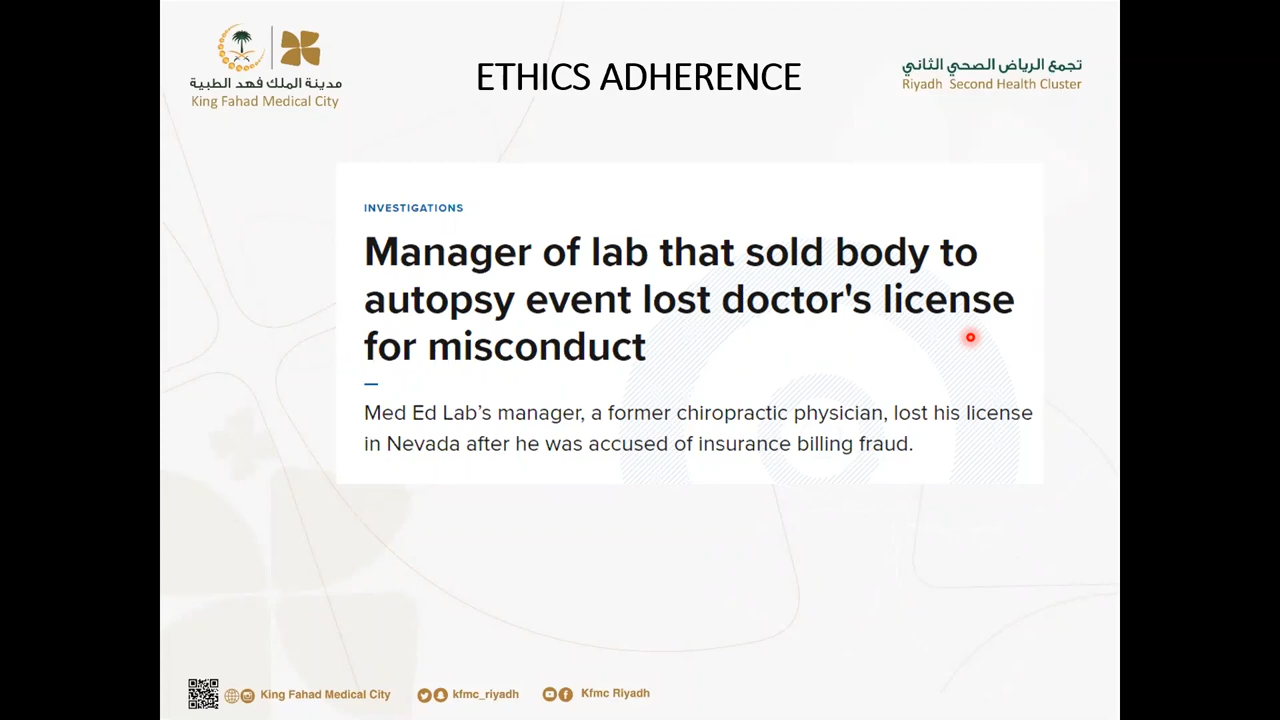 مدينة الملك فهد الطبية
King Fahad Medical City
ETHICS ADHERENCE
تجمع الرياض الصحي الثاني
Riyadh Second Health Cluster
INVESTIGATIONS
Manager of lab that sold body to
autopsy event lost doctor's license
for misconduct
Med Ed Lab’s manager, a former chiropractic physician, lost his license
in Nevada after he was accused of insurance billing fraud.
King Fahad Medical City
kfmc_riyadh
Kfmc Riyadh